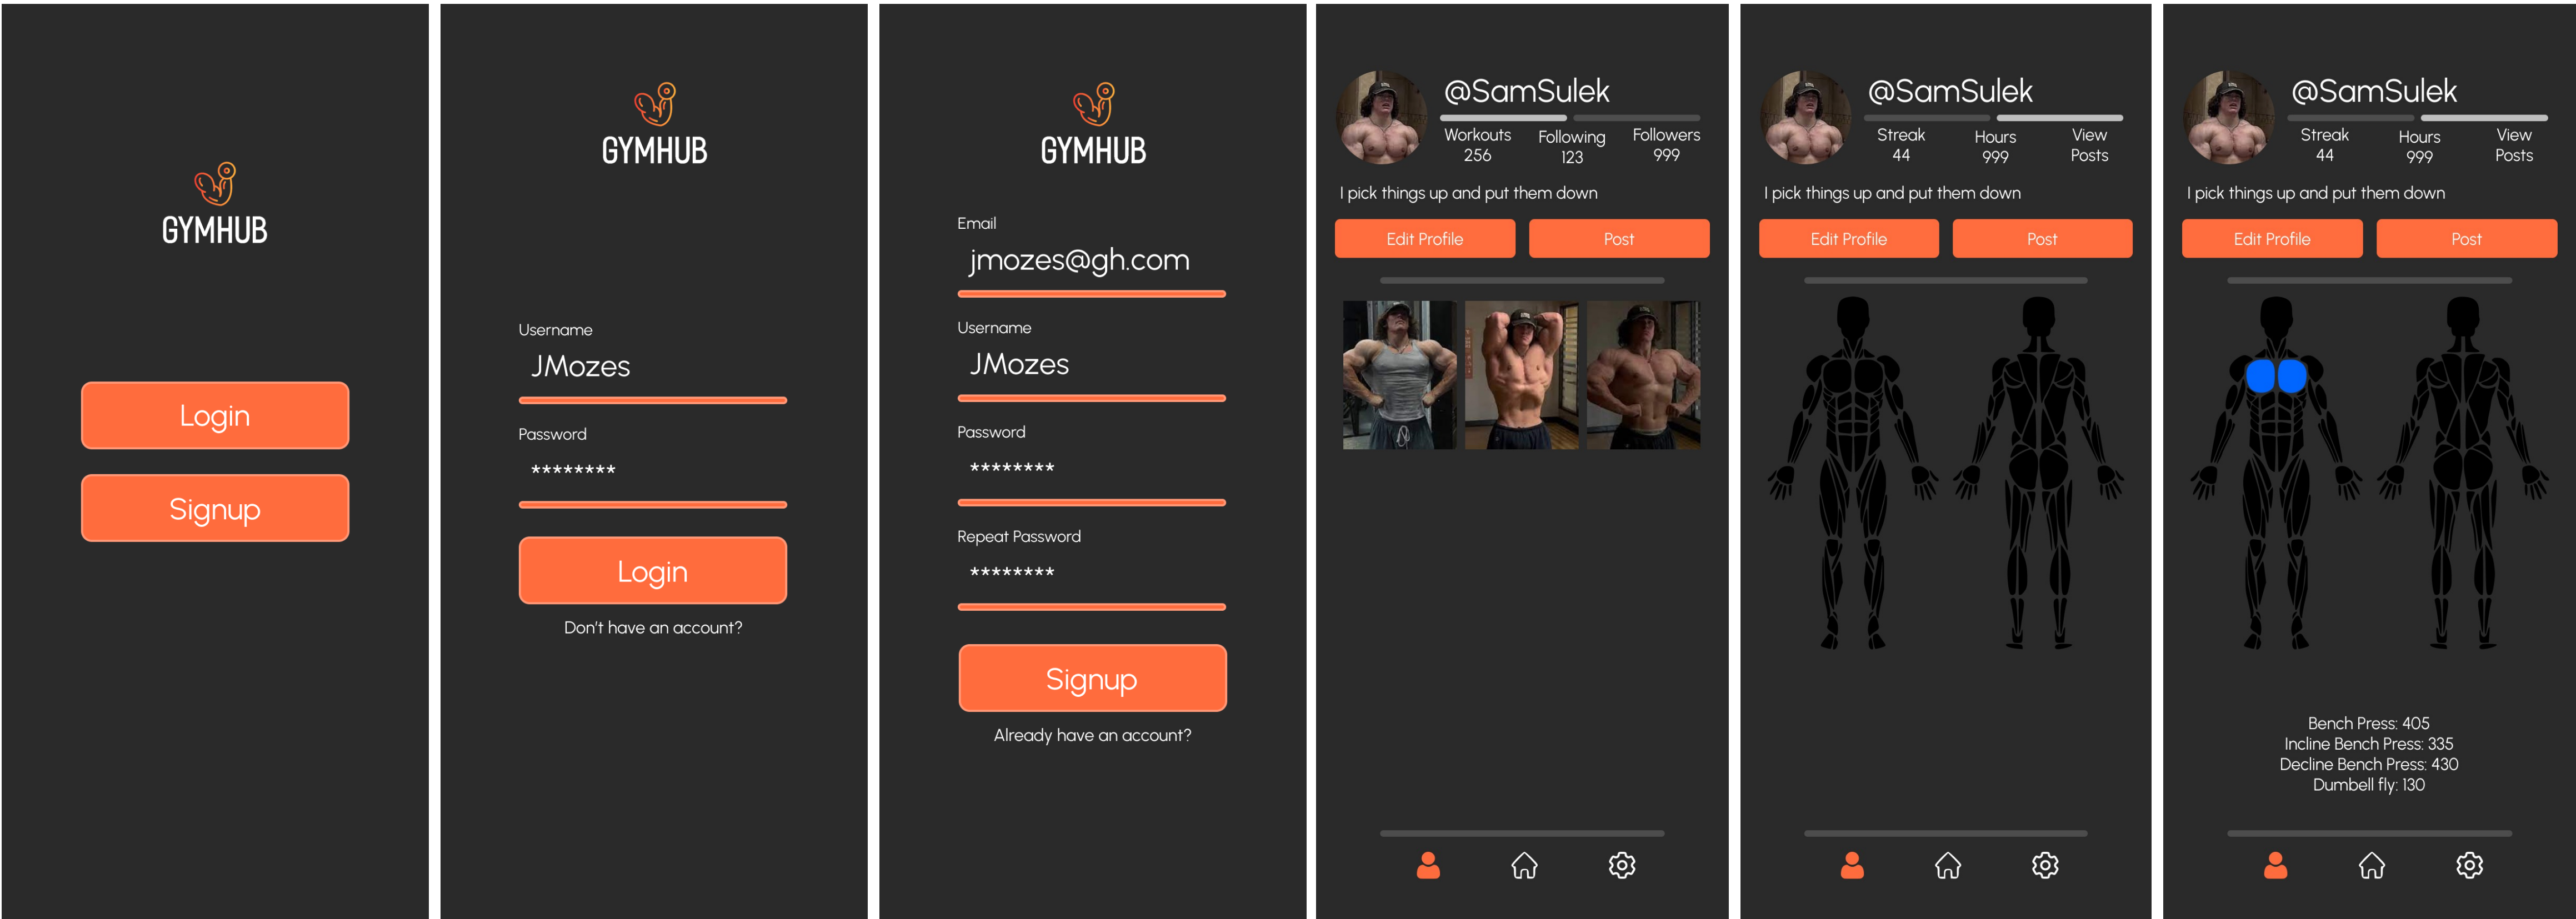 GYMHUB
Login
Signup
GYMHUB
Username
JMozes
Password
********
Login
Don't have an account?
GYMHUB
Email
jmozes@gh.com
Username
JMozes
Password
********
Repeat Password
********
Signup
Already have an account?
@SamSulek
Workouts Following Followers
256 123 999
I pick things up and put them down
Edit Profile Post
@SamSulek
Streak Hours View
44 999 Posts
I pick things up and put them down
Edit Profile Post
@SamSulek
Streak Hours View
44 999 Posts
I pick things up and put them down
Edit Profile Post
Bench Press: 405
Incline Bench Press: 335
Decline Bench Press: 430
Dumbell fly: 130